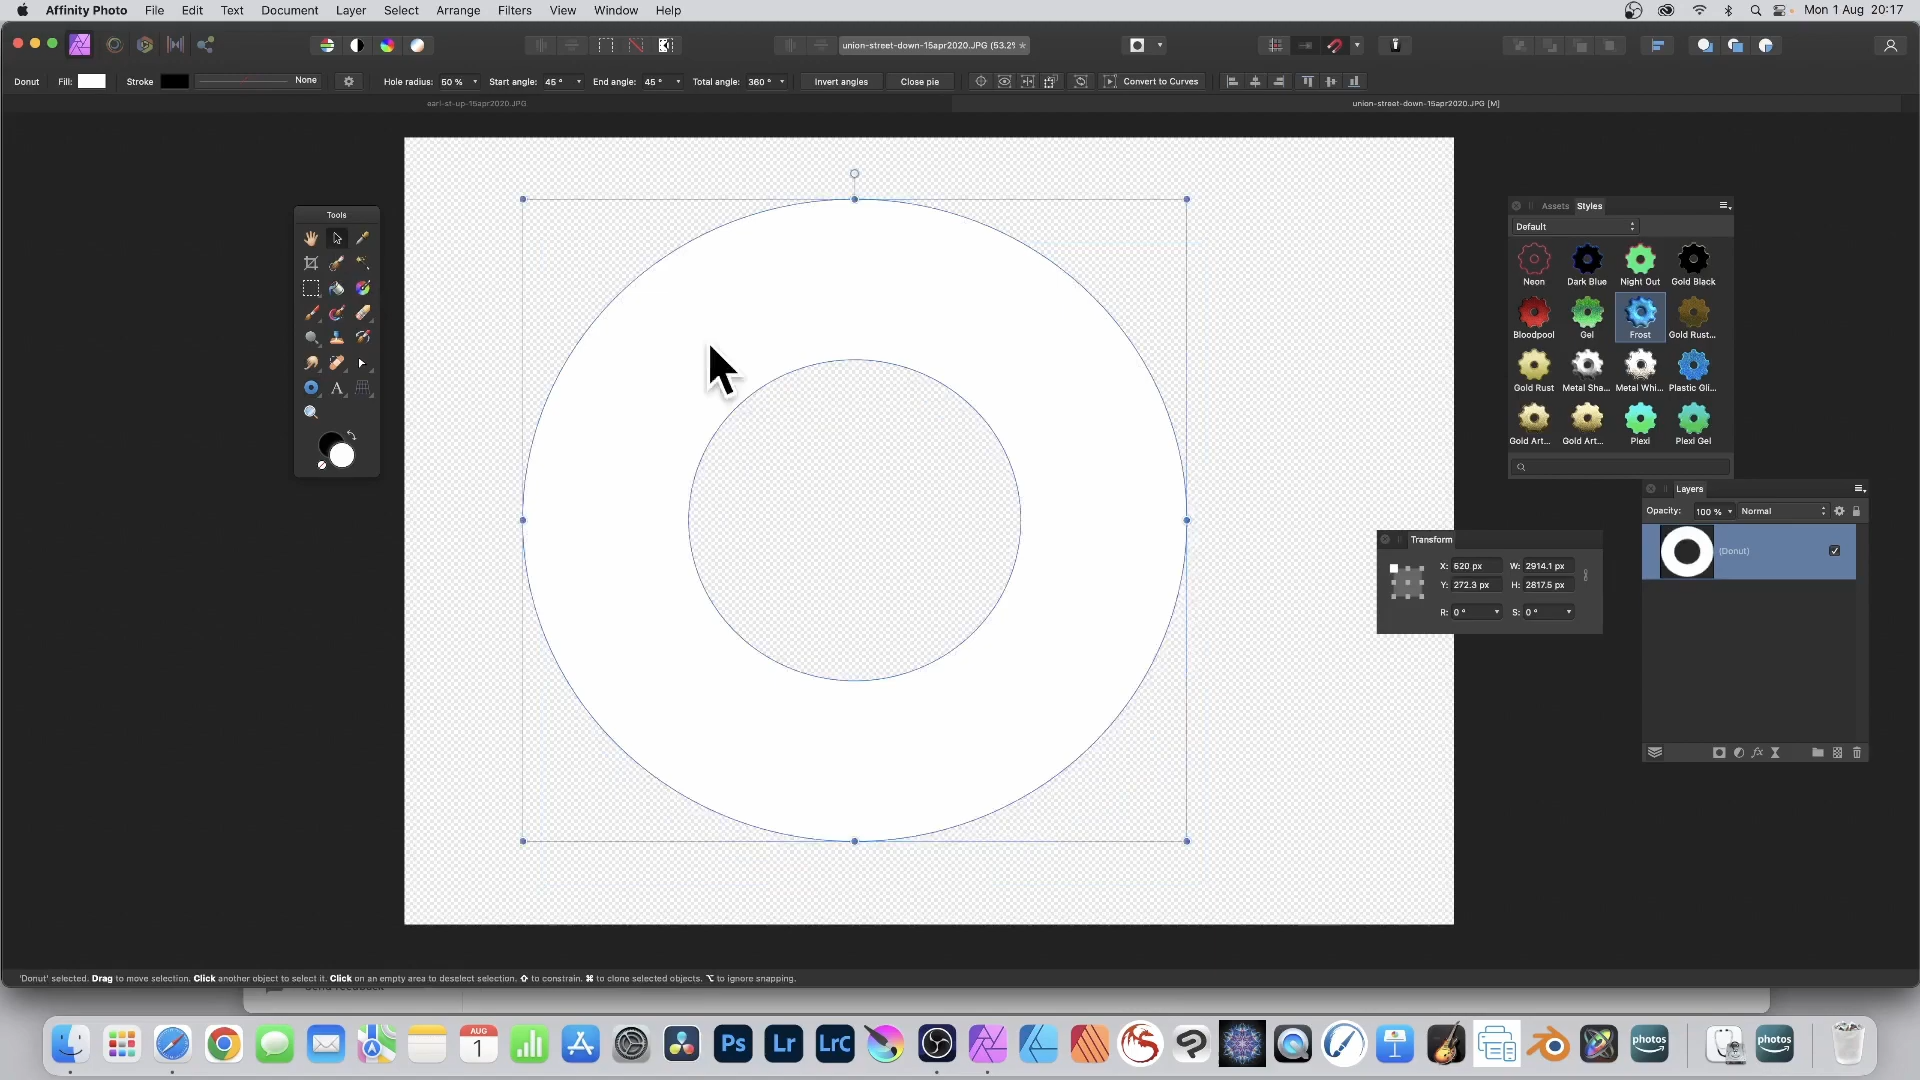 Affinity Photo File Edit Text Document Layer Select Arrange Filters View Window Help Mon 1 Aug 20:17
union-street-down-15apr2020.JPG (53.2%
Donut Fill: Stroke None Hole radius: 50 % Start angle: 45 ° End angle: 45 ° Total angle: 360 ° Invert angles Close pie Convert to Curves
earl-st-up-15apr2020.JPG union-street-down-15apr2020.JPG [M]
Tools
Assets Styles
Default
Neon Dark Blue Night Out Gold Black
Bloodpool Gel Frost Gold Rust...
Gold Rust Metal Sha... Metal Whi... Plastic Gli...
Gold Art... Gold Art... Plexi Plexi Gel
Layers
Opacity: 100 % Normal
(Donut)
Transform
X: 620 px W: 2914.1 px
Y: 272.3 px H: 2817.5 px
R: 0 ° S: 0 °
'Donut' selected. Drag to move selection. Click another object to select it. Click on an empty area to deselect selection. ⇧ to constrain. ⌘ to clone selected objects. ⌥ to ignore snapping.
Send feedback
AUG
1
Ps Lr LrC
photos photos